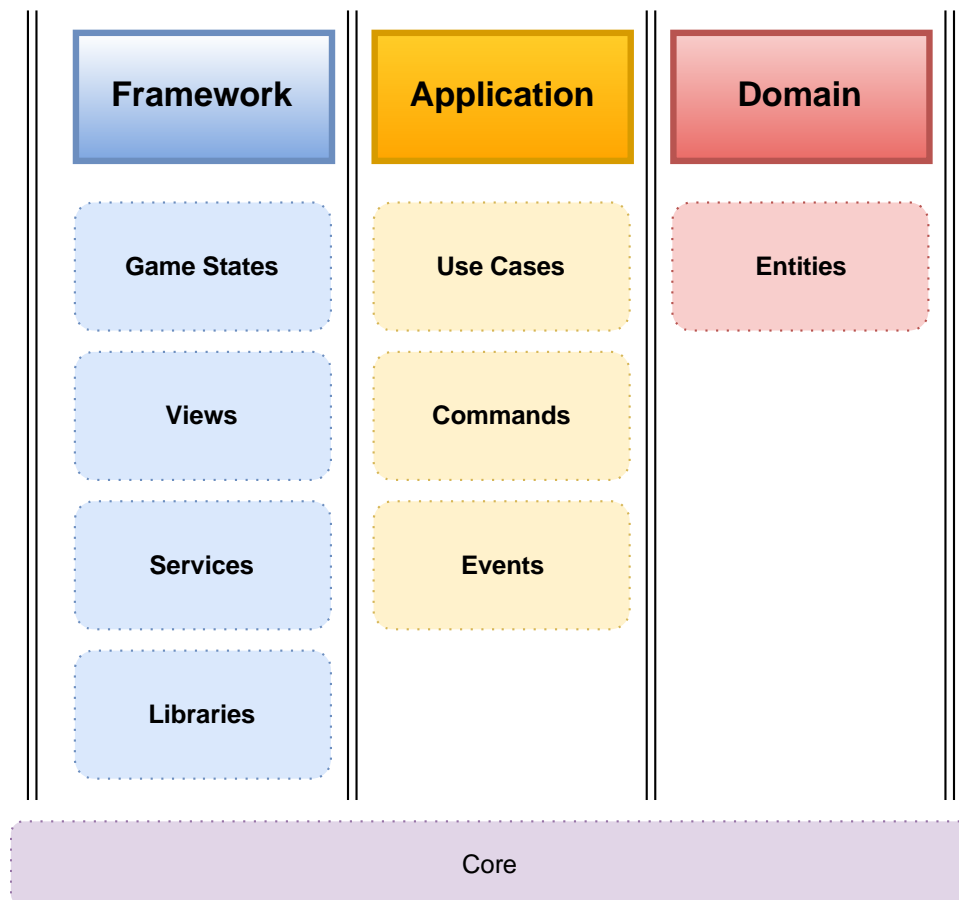 Framework
Application
Domain
Game States
Use Cases
Entities
Views
Commands
Services
Events
Libraries
Core